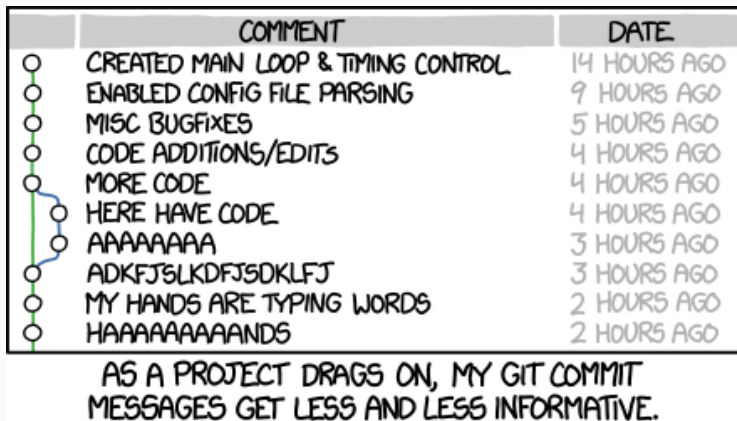 COMMENT DATE
CREATED MAIN LOOP & TIMING CONTROL 14 HOURS AGO
ENABLED CONFIG FILE PARSING 9 HOURS AGO
MISC BUGFIXES 5 HOURS AGO
CODE ADDITIONS/EDITS 4 HOURS AGO
MORE CODE 4 HOURS AGO
HERE HAVE CODE 4 HOURS AGO
AAAAAAAA 3 HOURS AGO
ADKFJSLKDFJSDKLFJ 3 HOURS AGO
MY HANDS ARE TYPING WORDS 2 HOURS AGO
HAAAAAAAAANDS 2 HOURS AGO
AS A PROJECT DRAGS ON, MY GIT COMMIT
MESSAGES GET LESS AND LESS INFORMATIVE.